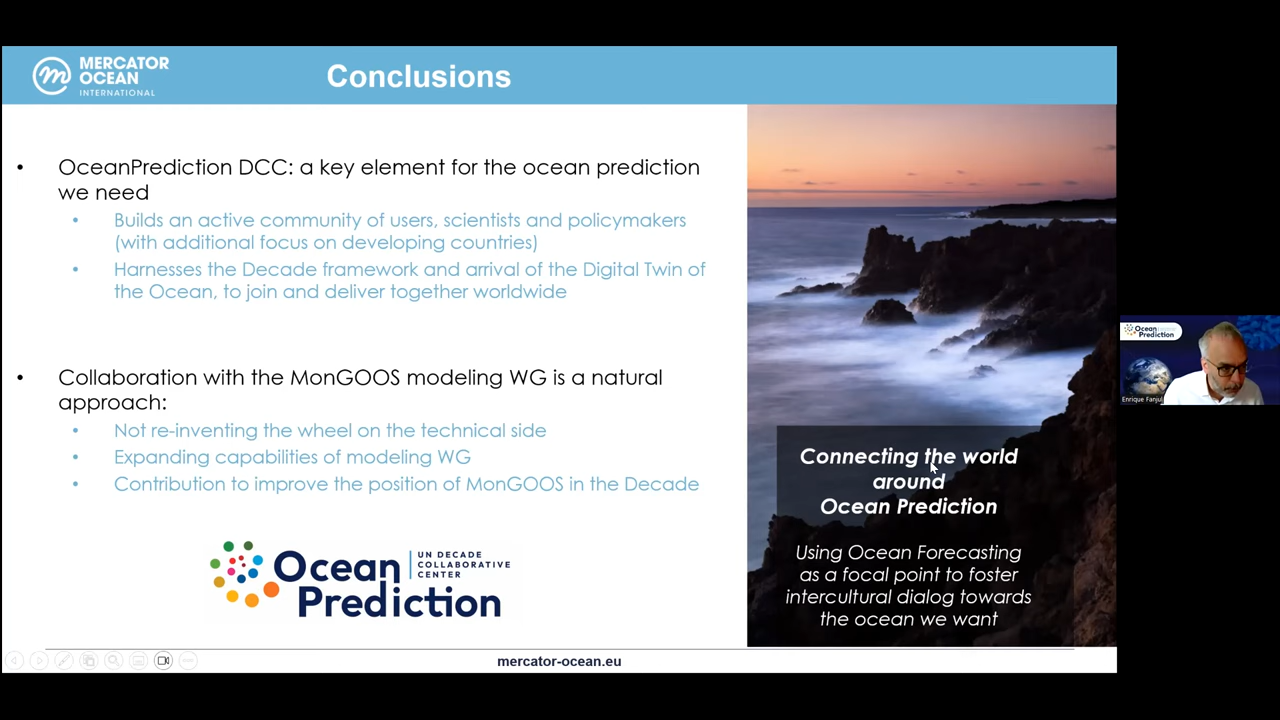 MERCATOR
OCEAN
INTERNATIONAL
Conclusions
• OceanPrediction DCC: a key element for the ocean prediction
we need
• Builds an active community of users, scientists and policymakers
(with additional focus on developing countries)
• Harnesses the Decade framework and arrival of the Digital Twin of
the Ocean, to join and deliver together worldwide
• Collaboration with the MonGOOS modeling WG is a natural
approach:
• Not re-inventing the wheel on the technical side
• Expanding capabilities of modeling WG
• Contribution to improve the position of MonGOOS in the Decade
Ocean
Prediction
UN DECADE
COLLABORATIVE
CENTER
Connecting the world
around
Ocean Prediction
Using Ocean Forecasting
as a focal point to foster
intercultural dialog towards
the ocean we want
mercator-ocean.eu
Ocean
Prediction
Enrique Fanjul